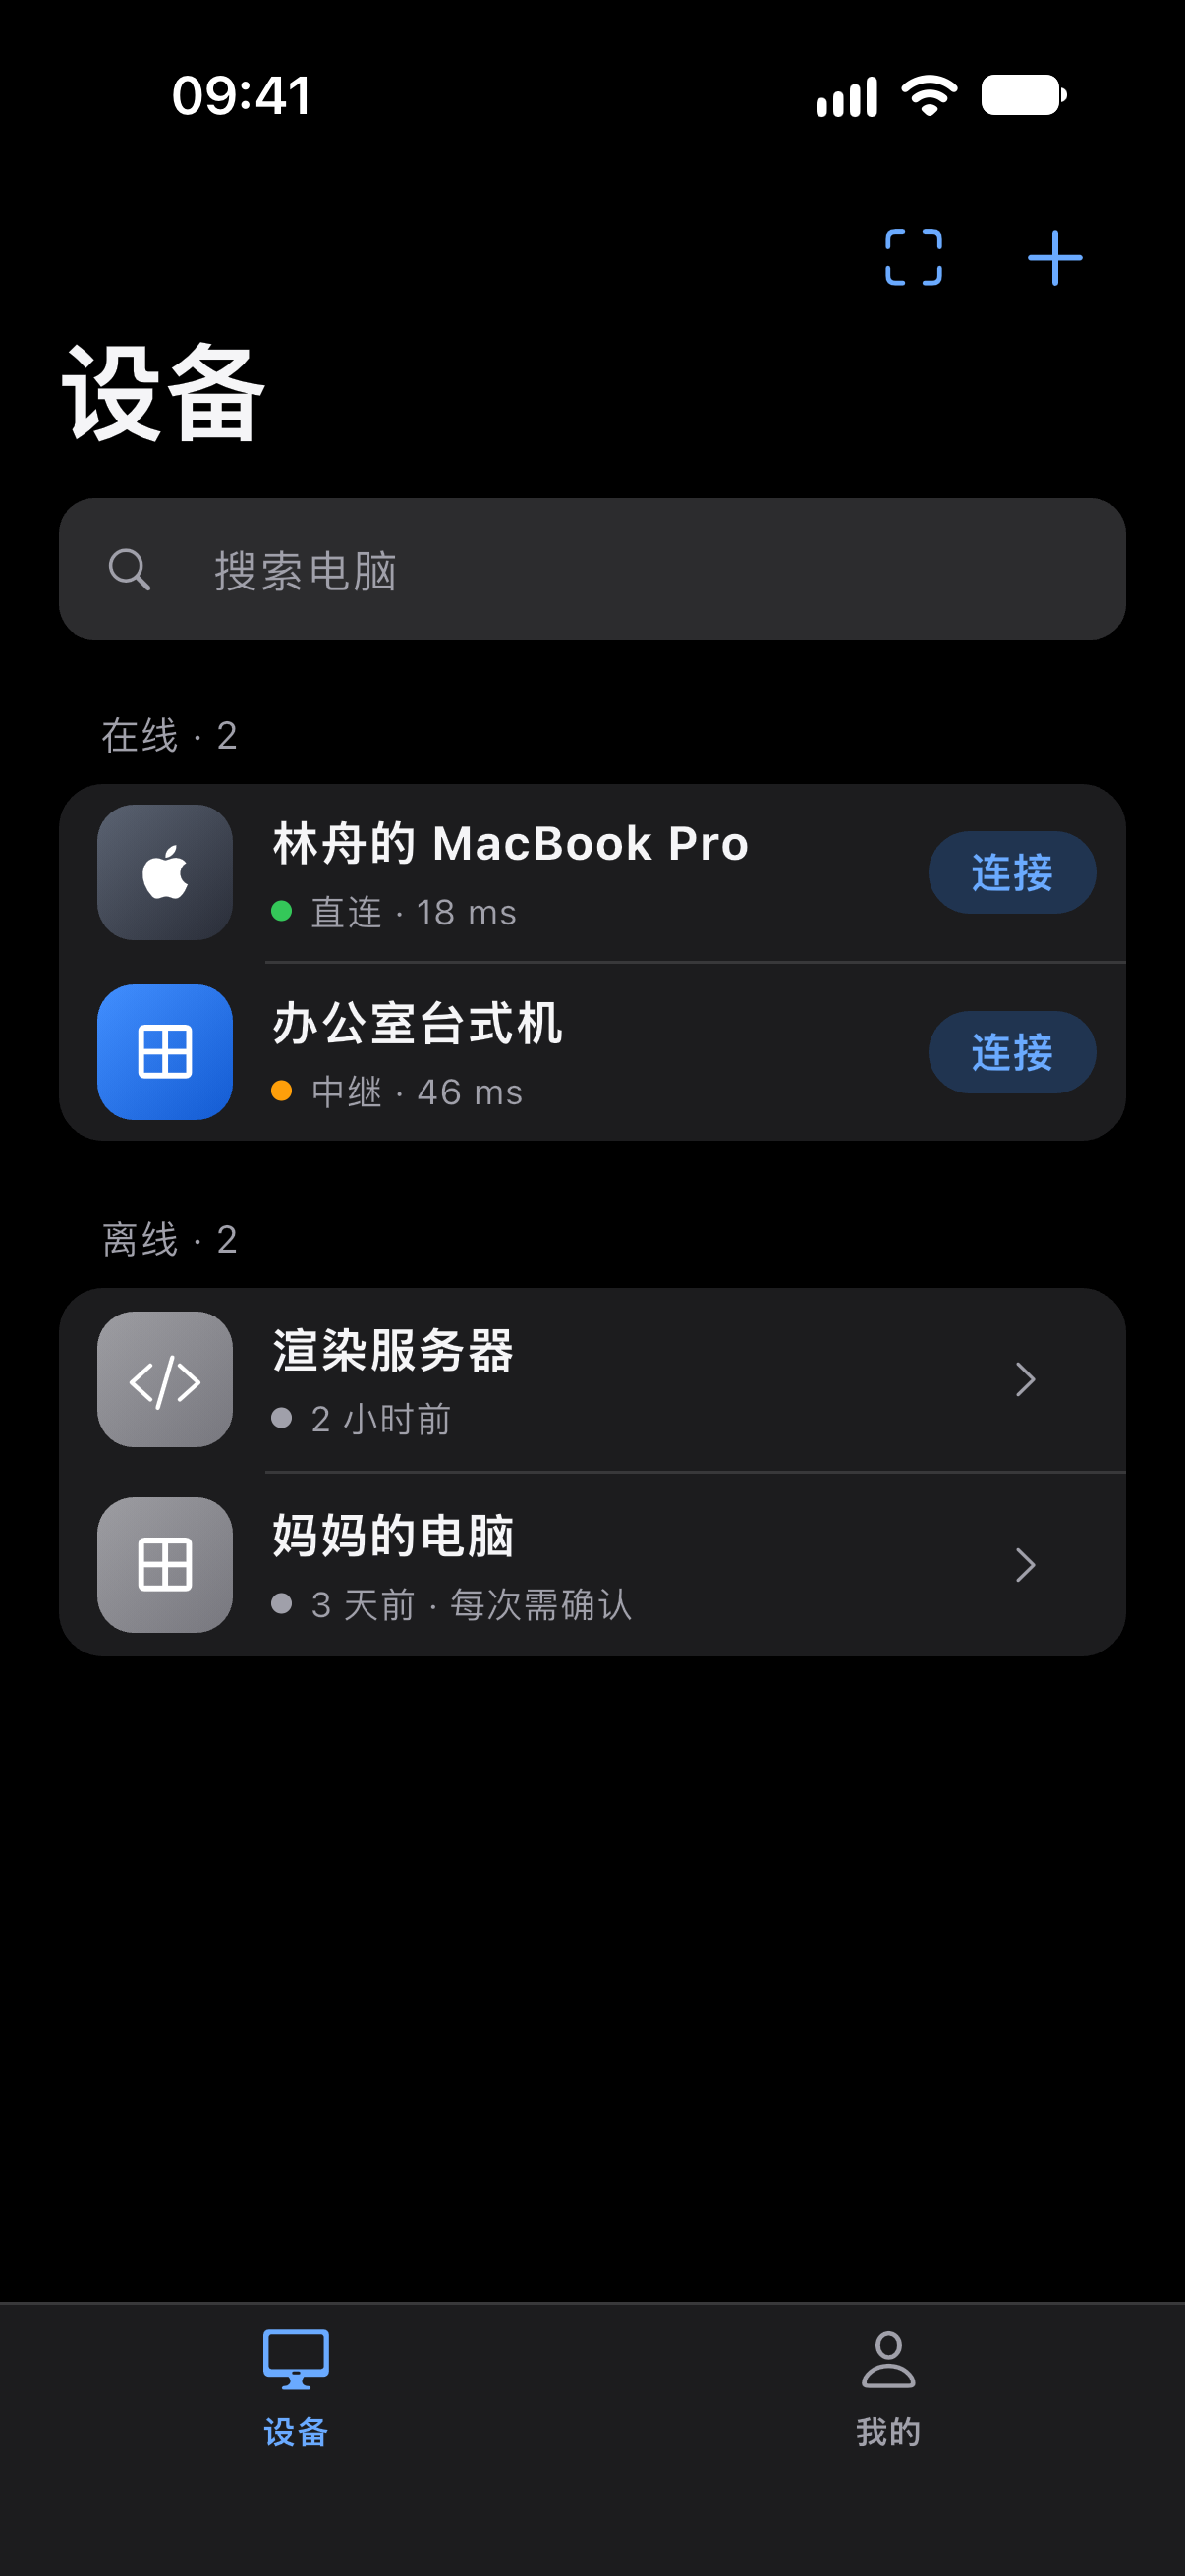 09:41
设备
搜索电脑
在线 · 2
林舟的 MacBook Pro
直连 · 18 ms
连接
办公室台式机
中继 · 46 ms
连接
离线 · 2
渲染服务器
2 小时前
妈妈的电脑
3 天前 · 每次需确认
设备
我的